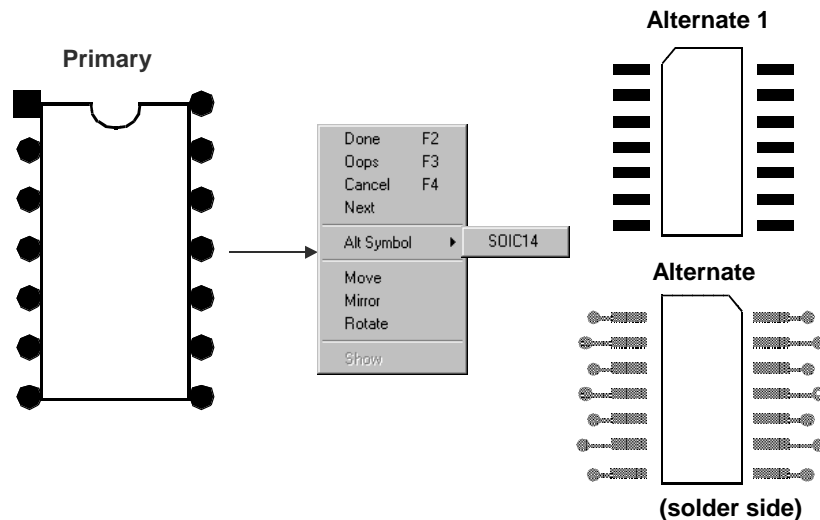 Primary
Done F2
Oops F3
Cancel F4
Next
Alt Symbol SOIC14
Move
Mirror
Rotate
Show
Alternate 1
Alternate
(solder side)